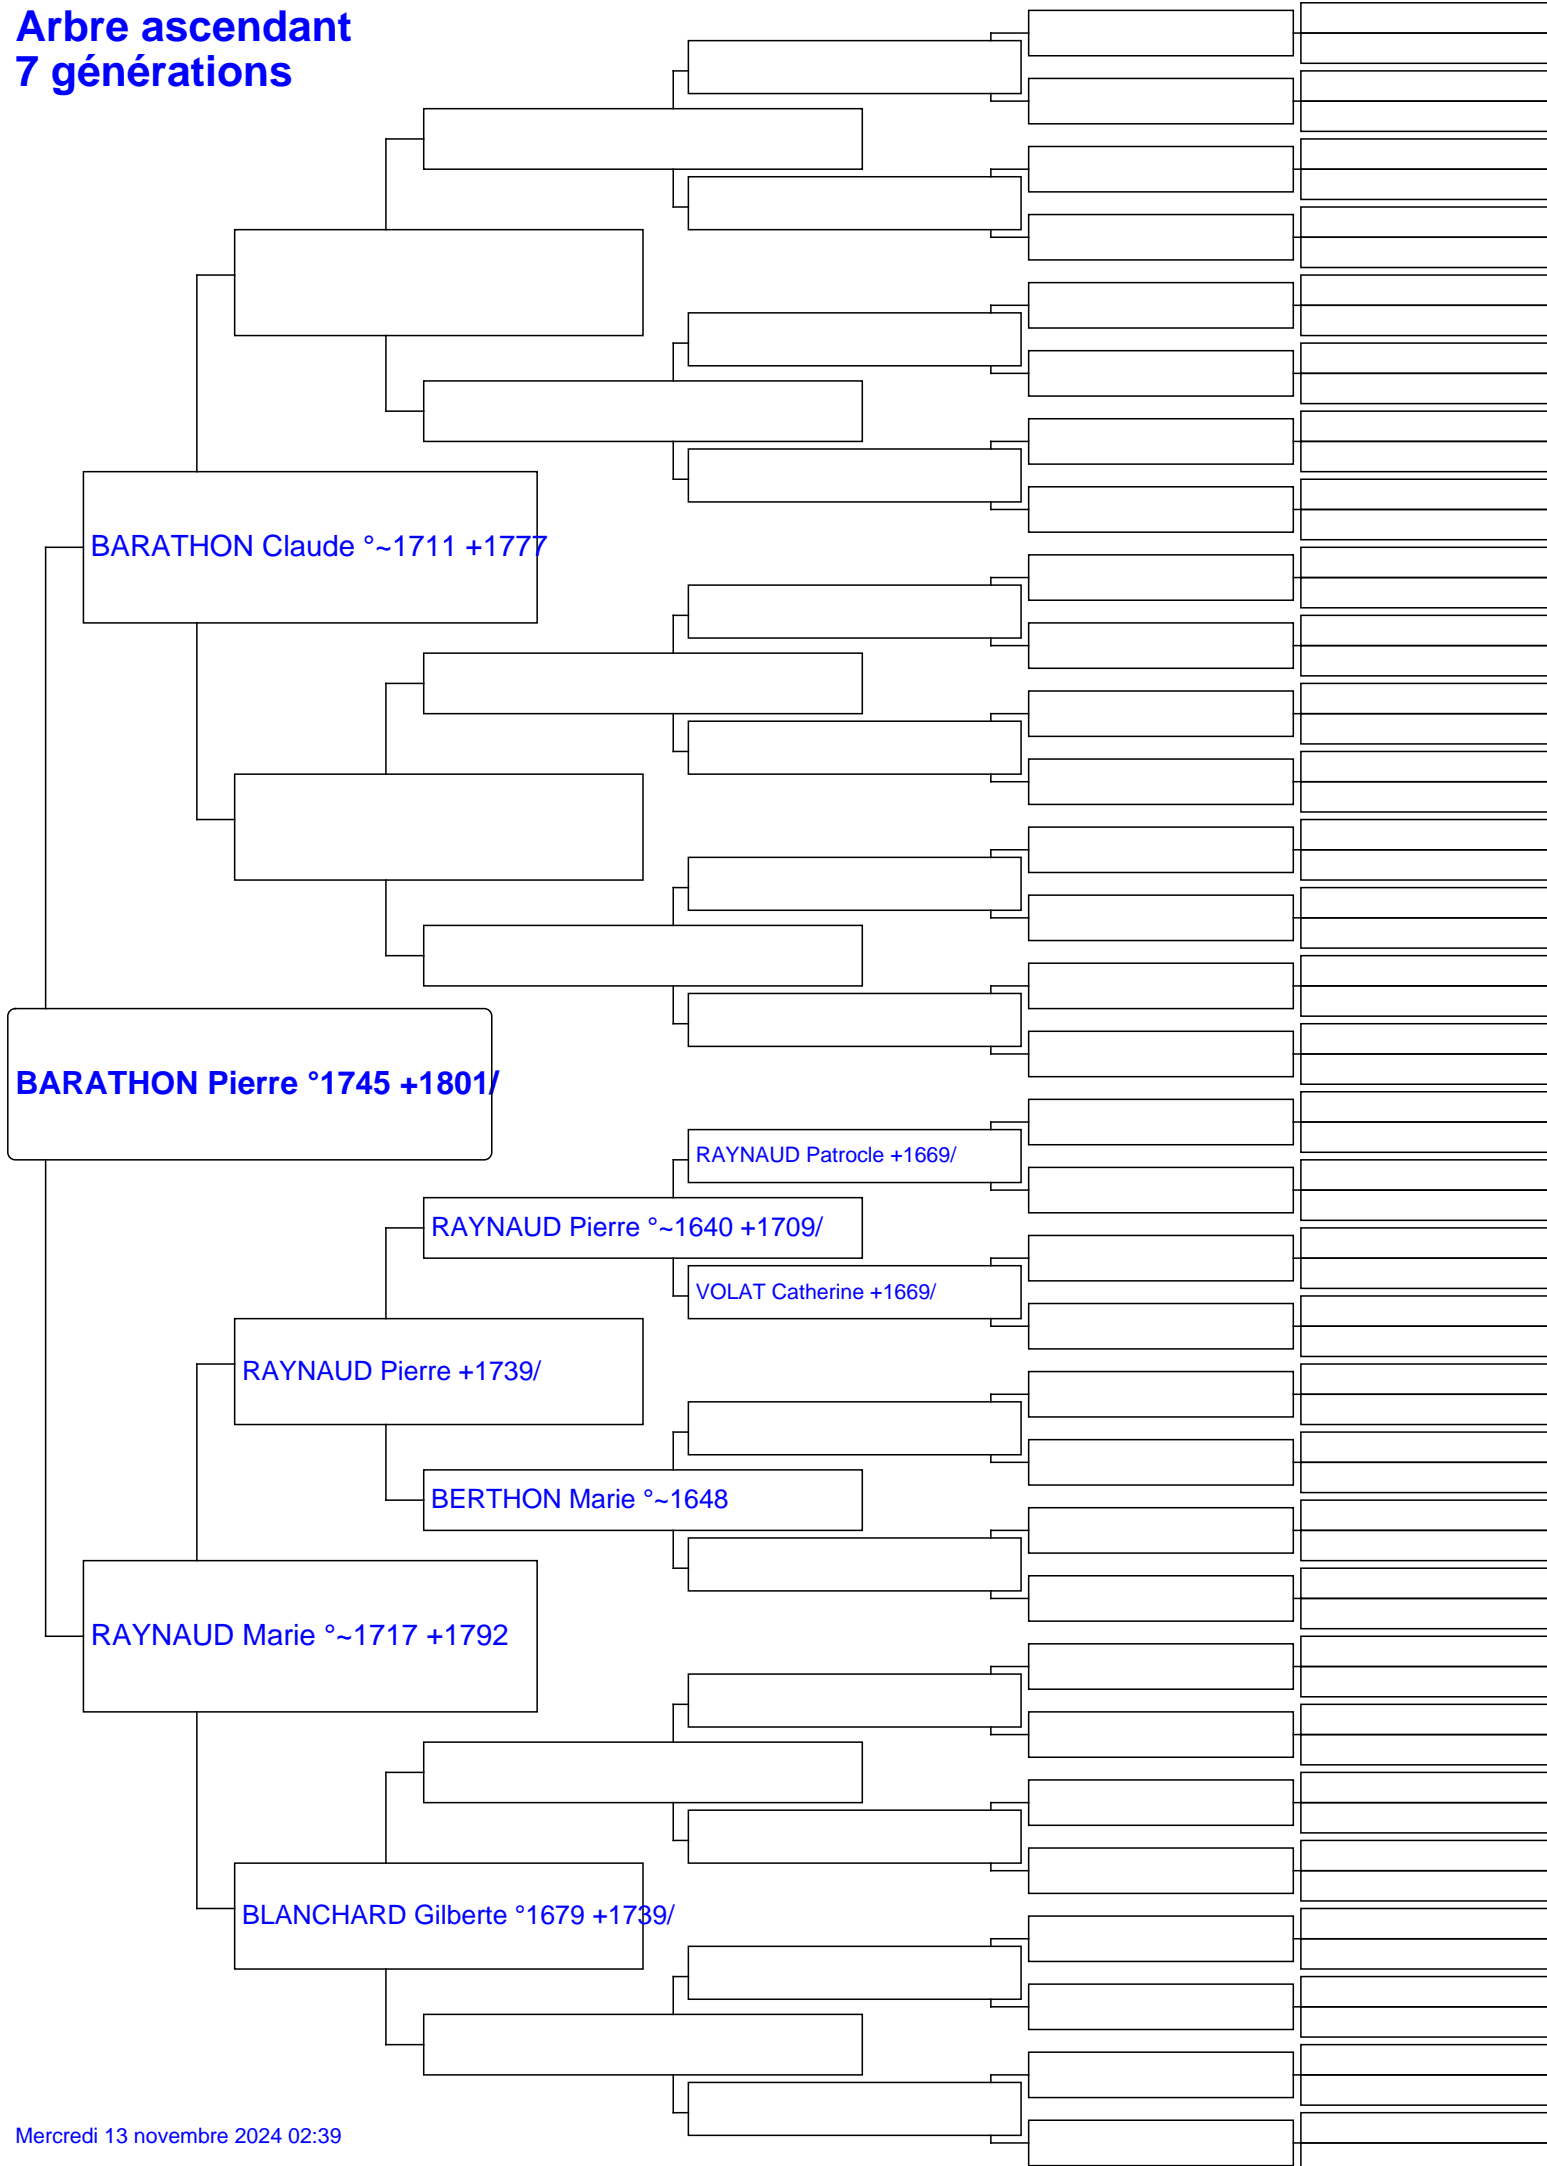 Arbre ascendant
7 générations
BARATHON Claude °~1711 +1777
BARATHON Pierre °1745 +1801/
RAYNAUD Patrocle +1669/
RAYNAUD Pierre °~1640 +1709/
VOLAT Catherine +1669/
RAYNAUD Pierre +1739/
BERTHON Marie °~1648
RAYNAUD Marie °~1717 +1792
BLANCHARD Gilberte °1679 +1739/
Mercredi 13 novembre 2024 02:39